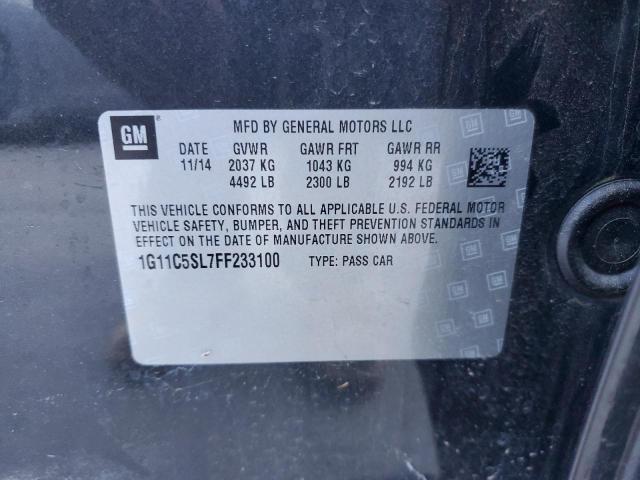 GM MFD BY GENERAL MOTORS LLC
DATE GVWR GAWR FRT GAWR RR
11/14 2037 KG 1043 KG 994 KG
4492 LB 2300 LB 2192 LB
THIS VEHICLE CONFORMS TO ALL APPLICABLE U.S. FEDERAL MOTOR
VEHICLE SAFETY, BUMPER, AND THEFT PREVENTION STANDARDS IN
EFFECT ON THE DATE OF MANUFACTURE SHOWN ABOVE.
1G11C5SL7FF233100 TYPE: PASS CAR